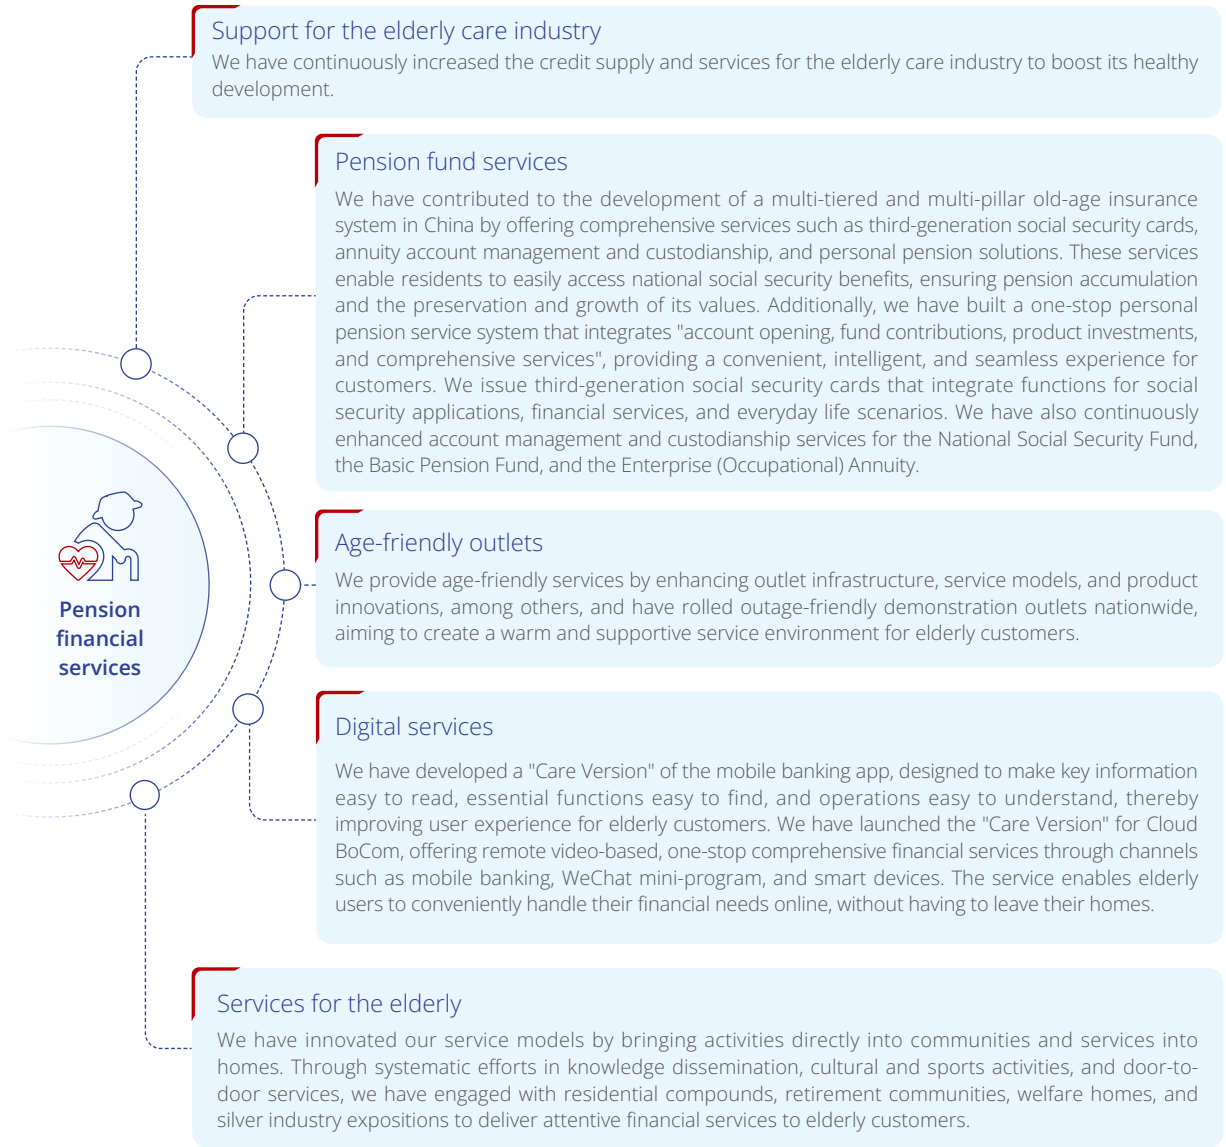 Support for the elderly care industry
We have continuously increased the credit supply and services for the elderly care industry to boost its healthy
development.
Pension fund services
We have contributed to the development of a multi-tiered and multi-pillar old-age insurance
system in China by offering comprehensive services such as third-generation social security cards,
annuity account management and custodianship, and personal pension solutions. These services
enable residents to easily access national social security benefits, ensuring pension accumulation
and the preservation and growth of its values. Additionally, we have built a one-stop personal
pension service system that integrates "account opening, fund contributions, product investments,
and comprehensive services", providing a convenient, intelligent, and seamless experience for
customers. We issue third-generation social security cards that integrate functions for social
security applications, financial services, and everyday life scenarios. We have also continuously
enhanced account management and custodianship services for the National Social Security Fund,
the Basic Pension Fund, and the Enterprise (Occupational) Annuity.
Pension
financial
services
Age-friendly outlets
We provide age-friendly services by enhancing outlet infrastructure, service models, and product
innovations, among others, and have rolled outage-friendly demonstration outlets nationwide,
aiming to create a warm and supportive service environment for elderly customers.
Digital services
We have developed a "Care Version" of the mobile banking app, designed to make key information
easy to read, essential functions easy to find, and operations easy to understand, thereby
improving user experience for elderly customers. We have launched the "Care Version" for Cloud
BoCom, offering remote video-based, one-stop comprehensive financial services through channels
such as mobile banking, WeChat mini-program, and smart devices. The service enables elderly
users to conveniently handle their financial needs online, without having to leave their homes.
Services for the elderly
We have innovated our service models by bringing activities directly into communities and services into
homes. Through systematic efforts in knowledge dissemination, cultural and sports activities, and door-to-
door services, we have engaged with residential compounds, retirement communities, welfare homes, and
silver industry expositions to deliver attentive financial services to elderly customers.